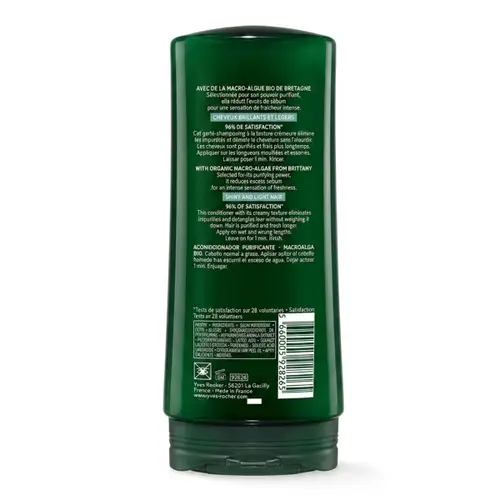 AVEC DE LA MACRO-ALGUE BIO DE BRETAGNE
Sélectionnée pour son pouvoir purifiant,
elle réduit l'excès de sébum
pour une sensation de fraîcheur intense.
CHEVEUX BRILLANTS ET LEGERS
96% DE SATISFACTION*
à la texture crémeuse élimine
les impuretés et démêle la chevelure sans l'alourdir.
Les cheveux sont purifiés et frais plus longtemps.
Appliquer sur les longueurs mouillées et essorées.
Laisser poser 1 min. Rincer.
WITH ORGANIC MACRO-ALGAE FROM BRITTANY
Selected for its purifying power,
it reduces excess sebum
for an intense sensation of freshness.
SHINY AND LIGHT HAIR
96% OF SATISFACTION*
This conditioner with its creamy texture eliminates
impurities and detangles hair without weighing it
down. Hair is purified and fresh longer.
Apply on wet and wrung lengths.
Leave on for 1 min. Rinse.
ACONDICIONADOR PURIFICANTE - MACROALGA
BIO. Cabello normal a graso. Aplicar sobre el cabello
húmedo tras escurrir el exceso de agua. Dejar actuar
1 min. Enjuagar.
*Tests de satisfaction sur 28 volontaires
Tests on 28 volunteers
92826
Yves Rocher - 56201 La Gacilly
France - Made in France
www.yves-rocher.com